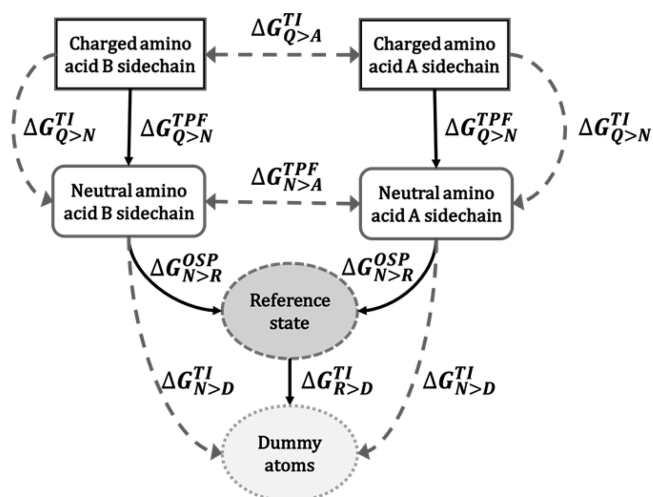 Charged amino
acid B sidechain
ΔG^{TI}_{Q>A}
Charged amino
acid A sidechain
ΔG^{TI}_{Q>N}
ΔG^{TPF}_{Q>N}
ΔG^{TPF}_{Q>N}
ΔG^{TI}_{Q>N}
Neutral amino
acid B sidechain
ΔG^{TPF}_{N>A}
Neutral amino
acid A sidechain
ΔG^{OSP}_{N>R}
ΔG^{OSP}_{N>R}
Reference
state
ΔG^{TI}_{N>D}
ΔG^{TI}_{R>D}
ΔG^{TI}_{N>D}
Dummy
atoms